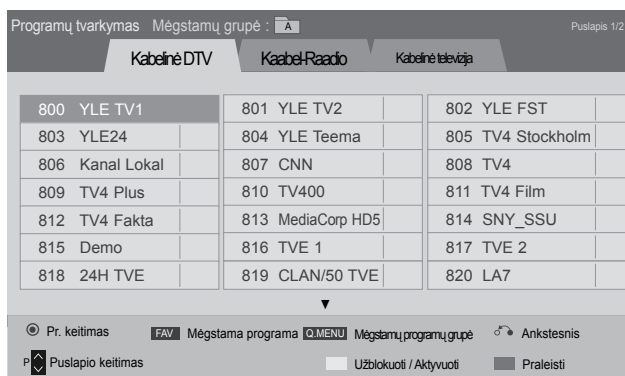 Programų tvarkymas Mėgstamų grupė : A Puslapis 1/2
Kabelinė DTV Kaabel-Raadio Kabelinė televizija
800 YLE TV1 801 YLE TV2 802 YLE FST
803 YLE24 804 YLE Teema 805 TV4 Stockholm
806 Kanal Lokal 807 CNN 808 TV4
809 TV4 Plus 810 TV400 811 TV4 Film
812 TV4 Fakta 813 MediaCorp HD5 814 SNY_SSU
815 Demo 816 TVE 1 817 TVE 2
818 24H TVE 819 CLAN/50 TVE 820 LA7
Pr. keitimas FAV Mėgstama programa Q.MENU Mėgstamų programų grupė Ankstesnis
P Puslapio keitimas Užblokuoti / Aktyvuoti Praleisti